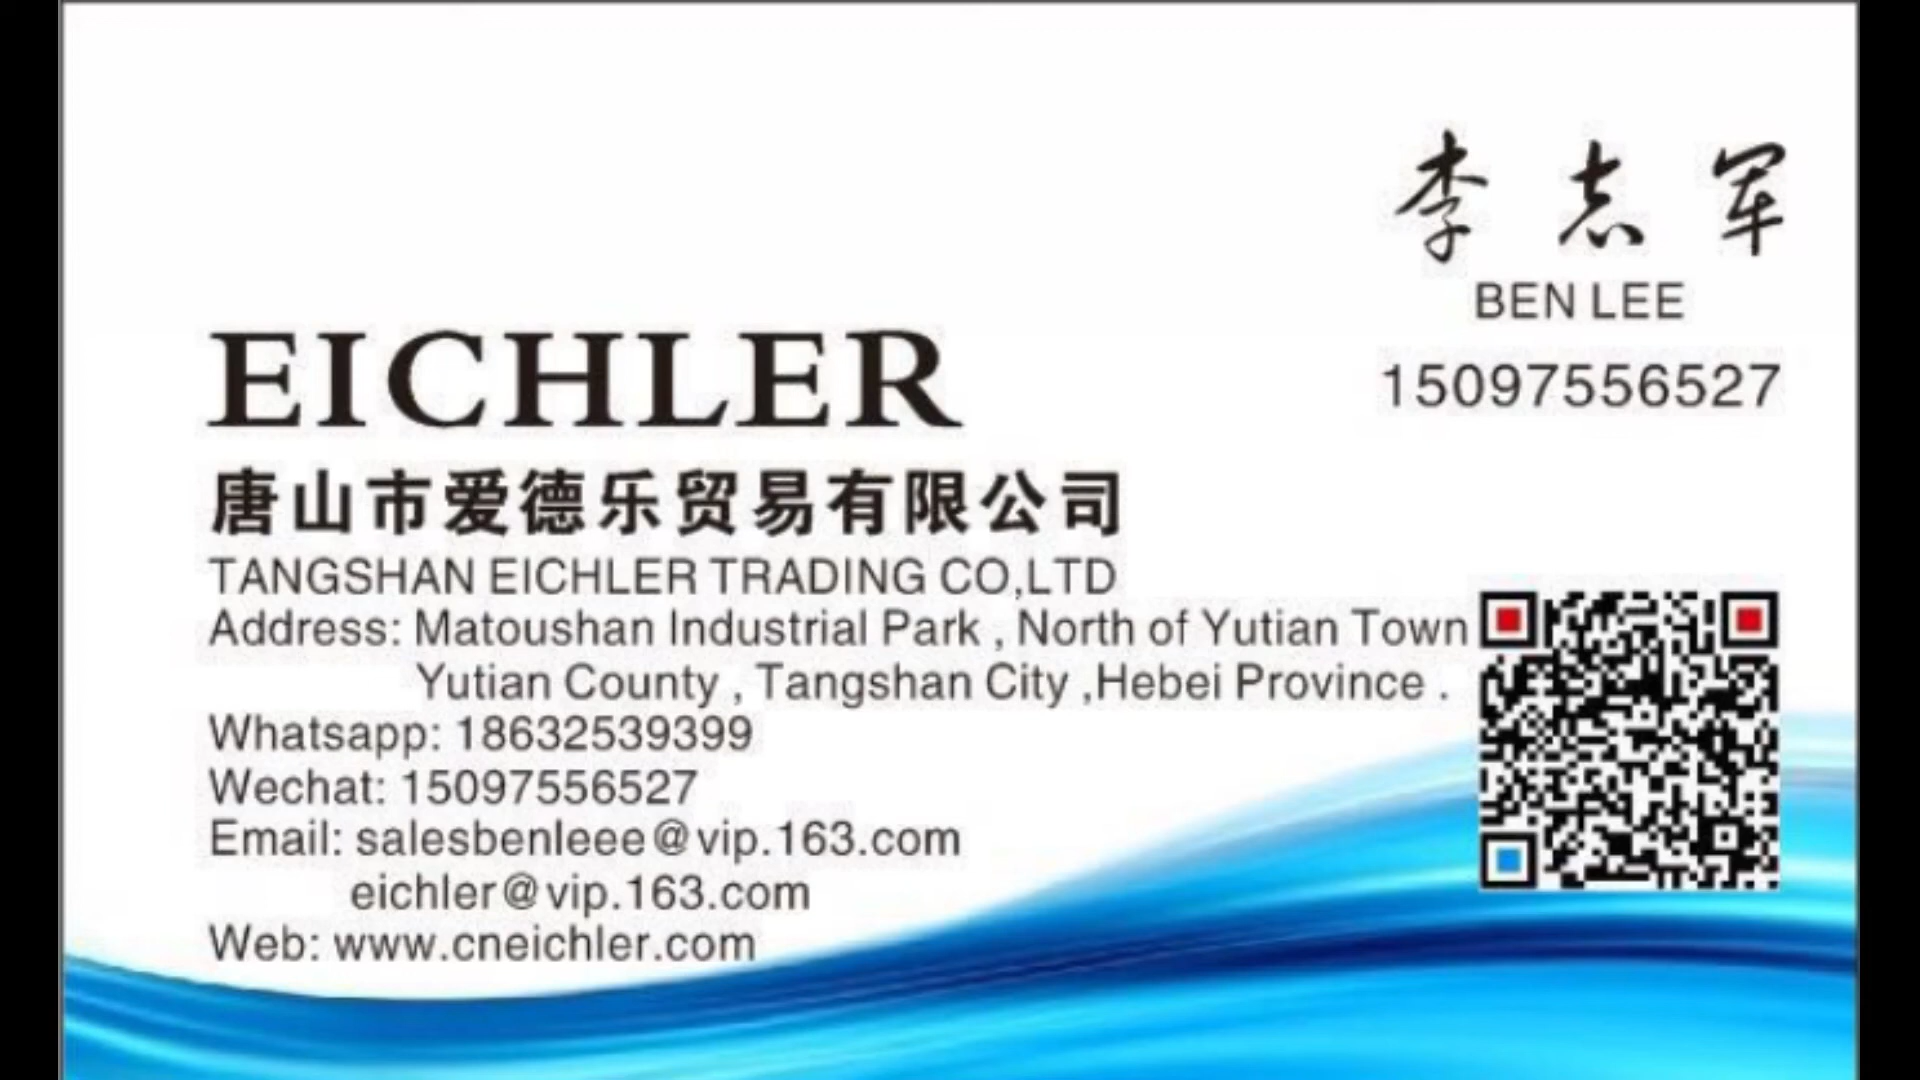 李志军
BEN LEE
15097556527
EICHLER
唐山市爱德乐贸易有限公司
TANGSHAN EICHLER TRADING CO,LTD
Address: Matoushan Industrial Park , North of Yutian Town
Yutian County , Tangshan City ,Hebei Province .
Whatsapp: 18632539399
Wechat: 15097556527
Email: salesbenleee@vip.163.com
eichler@vip.163.com
Web: www.cneichler.com